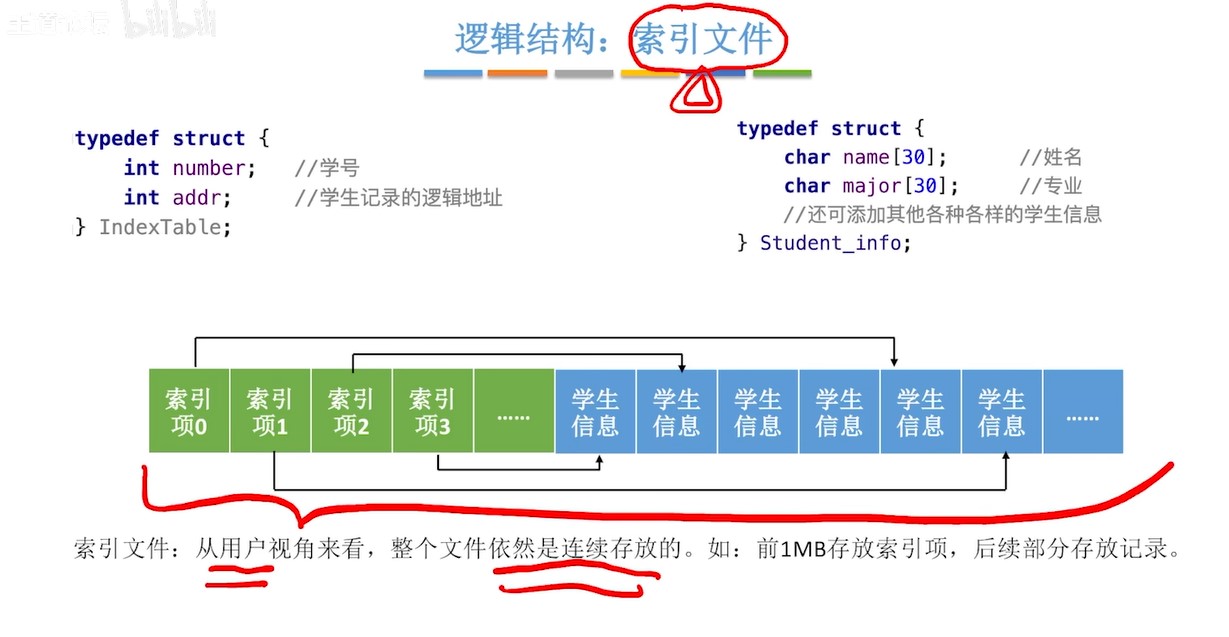 bilibili
逻辑结构：索引文件
typedef struct {
int number; //学号
int addr; //学生记录的逻辑地址
} IndexTable;
typedef struct {
char name[30]; //姓名
char major[30]; //专业
//还可添加其他各种各样的学生信息
} Student_info;
索引项0 索引项1 索引项2 索引项3 …… 学生信息 学生信息 学生信息 学生信息 学生信息 学生信息 ……
索引文件：从用户视角来看，整个文件依然是连续存放的。如：前1MB存放索引项，后续部分存放记录。